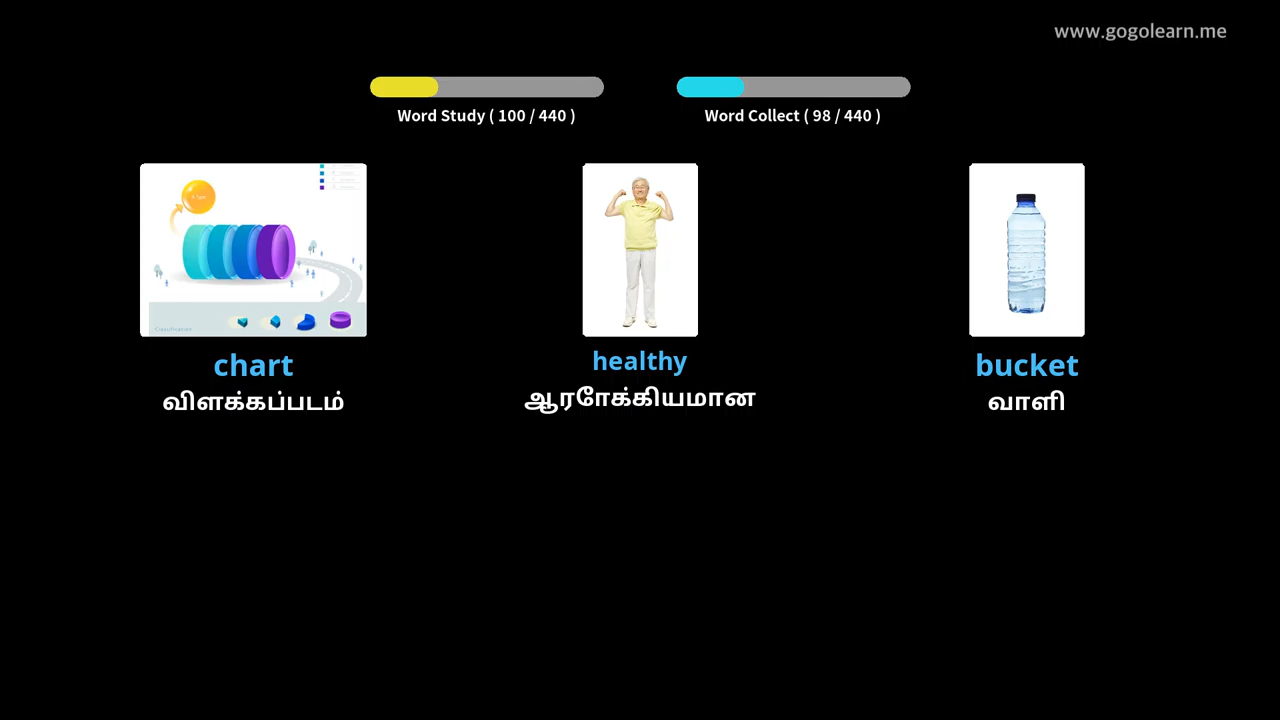 www.gogolearn.me
Word Study ( 100 / 440 )
Word Collect ( 98 / 440 )
chart
விளக்கப்படம்
healthy
ஆரோக்கியமான
bucket
வாளி